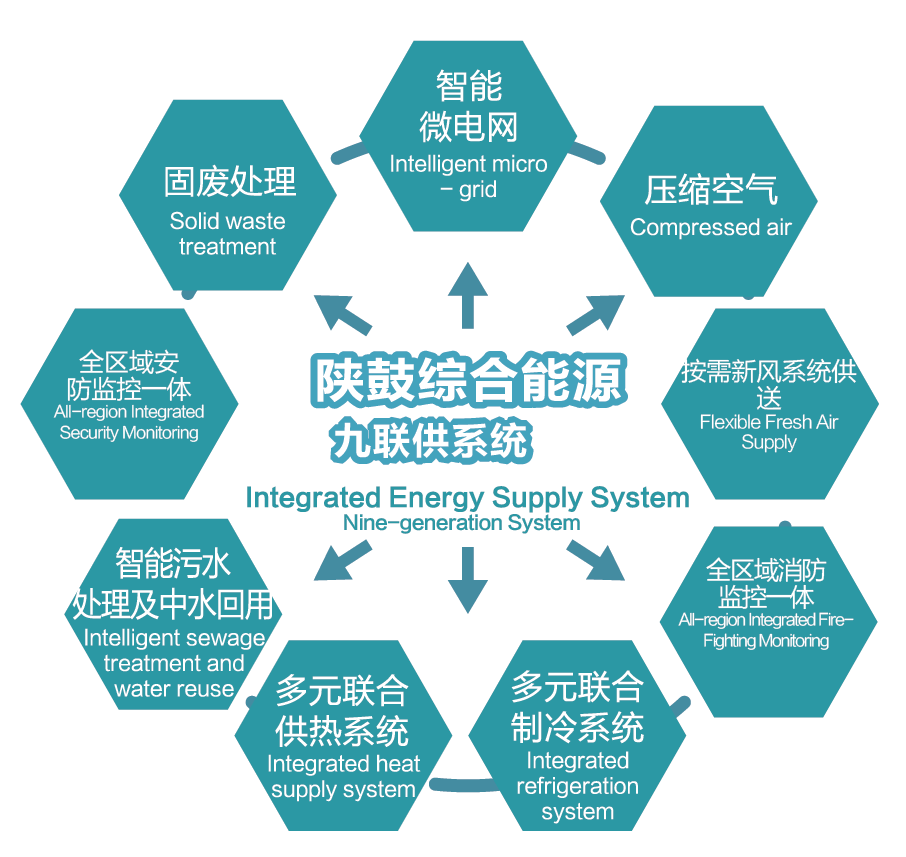 智能
微电网
Intelligent micro
- grid
固废处理
Solid waste
treatment
压缩空气
Compressed air
全区域安
防监控一体
All-region Integrated
Security Monitoring
按需新风系统供
送
Flexible Fresh Air
Supply
陕鼓综合能源
九联供系统
Integrated Energy Supply System
Nine-generation System
智能污水
处理及中水回用
Intelligent sewage
treatment and
water reuse
全区域消防
监控一体
All-region Integrated Fire-
Fighting Monitoring
多元联合
供热系统
Integrated heat
supply system
多元联合
制冷系统
Integrated
refrigeration
system